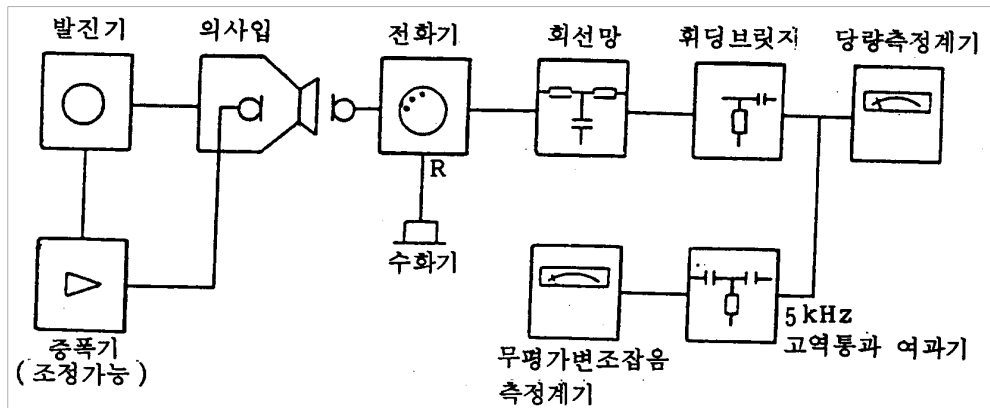 발진기
의사입
전화기
회선망
휘딩브릿지
당량측정계기
R
수화기
증폭기
(조정가능)
5 kHz
고역통과 여과기
무평가변조잡음
측정계기